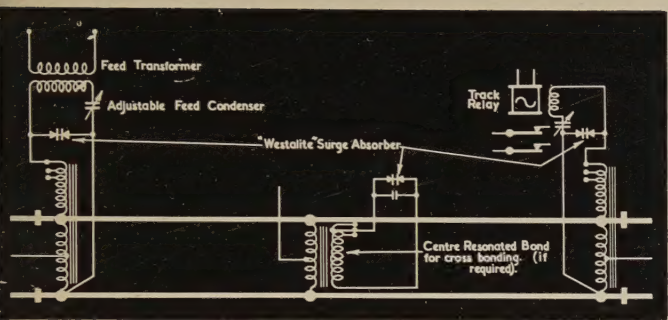 Feed Transformer
Adjustable Feed Condenser
"Westalite" Surge Absorber
Track
Relay
Centre Resonated Bond
for cross bonding. (if
required).